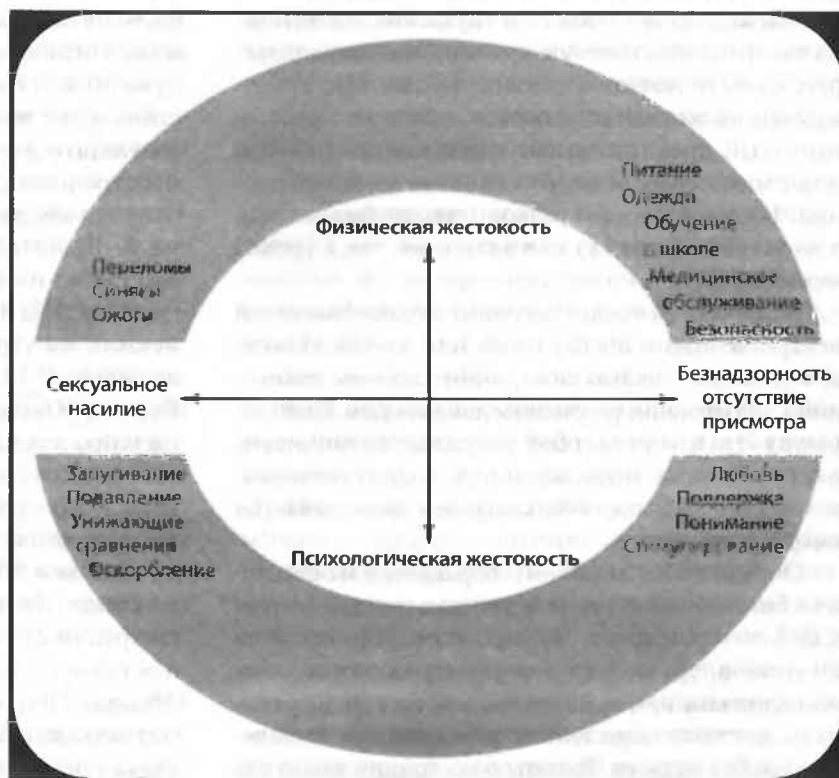 Физическая жестокость
Переломы
Синяки
Ожоги
Питание
Одежда
Обучение
школе
Медицинское
обслуживание
Безопасность
Сексуальное
насилие
Безнадзорность
отсутствие
присмотра
Запугивание
Подавление
Унижающие
сравнения
Оскорбление
Любовь
Поддержка
Понимание
Стимулирование
Психологическая жестокость